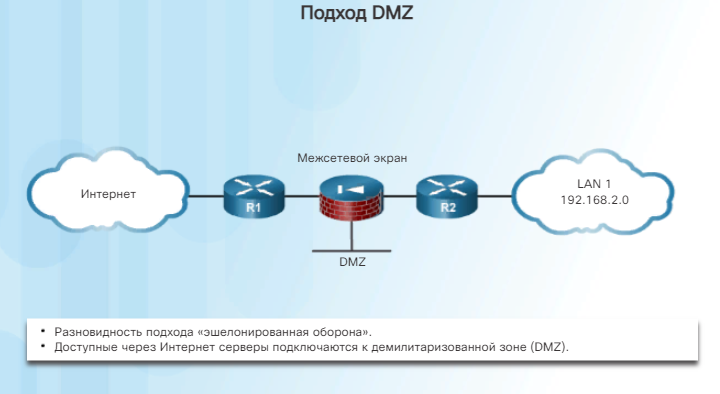 Подход DMZ
Межсетевой экран
Интернет
R1
R2
LAN 1
192.168.2.0
DMZ
▪ Разновидность подхода «эшелонированная оборона».
▪ Доступные через Интернет серверы подключаются к демилитаризованной зоне (DMZ).